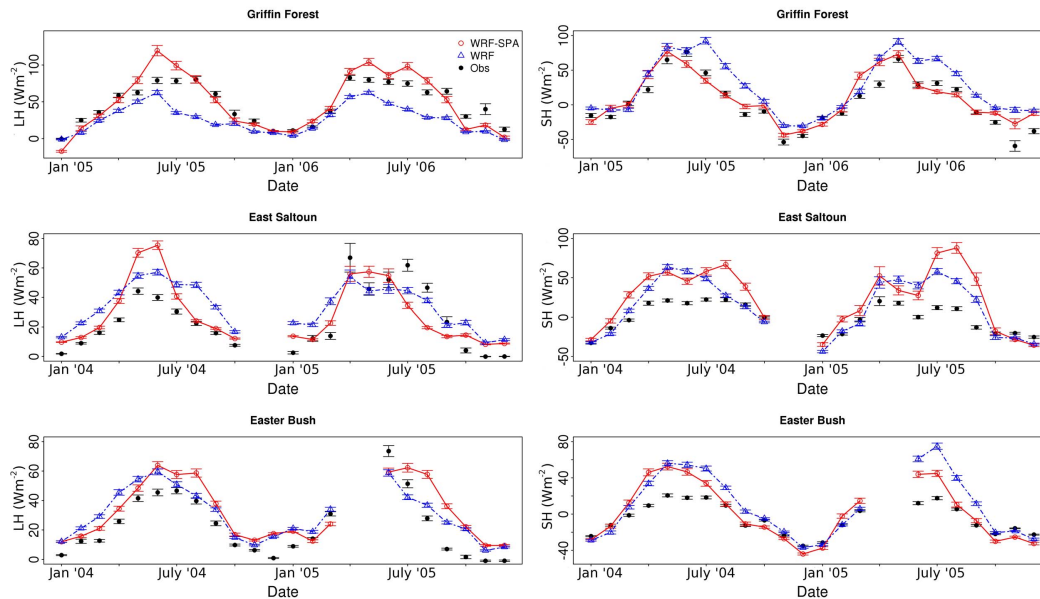 Griffin Forest
LH (Wm⁻²)
0 50 100
WRF-SPA
WRF
Obs
Jan '05 July '05 Jan '06 July '06
Date
Griffin Forest
SH (Wm⁻²)
-50 0 50 100
Jan '05 July '05 Jan '06 July '06
Date
East Saltoun
LH (Wm⁻²)
0 20 40 60 80
Jan '04 July '04 Jan '05 July '05
Date
East Saltoun
SH (Wm⁻²)
-50 0 50 100
Jan '04 July '04 Jan '05 July '05
Date
Easter Bush
LH (Wm⁻²)
0 20 40 60 80
Jan '04 July '04 Jan '05 July '05
Date
Easter Bush
SH (Wm⁻²)
-40 0 20 40 60 80
Jan '04 July '04 Jan '05 July '05
Date